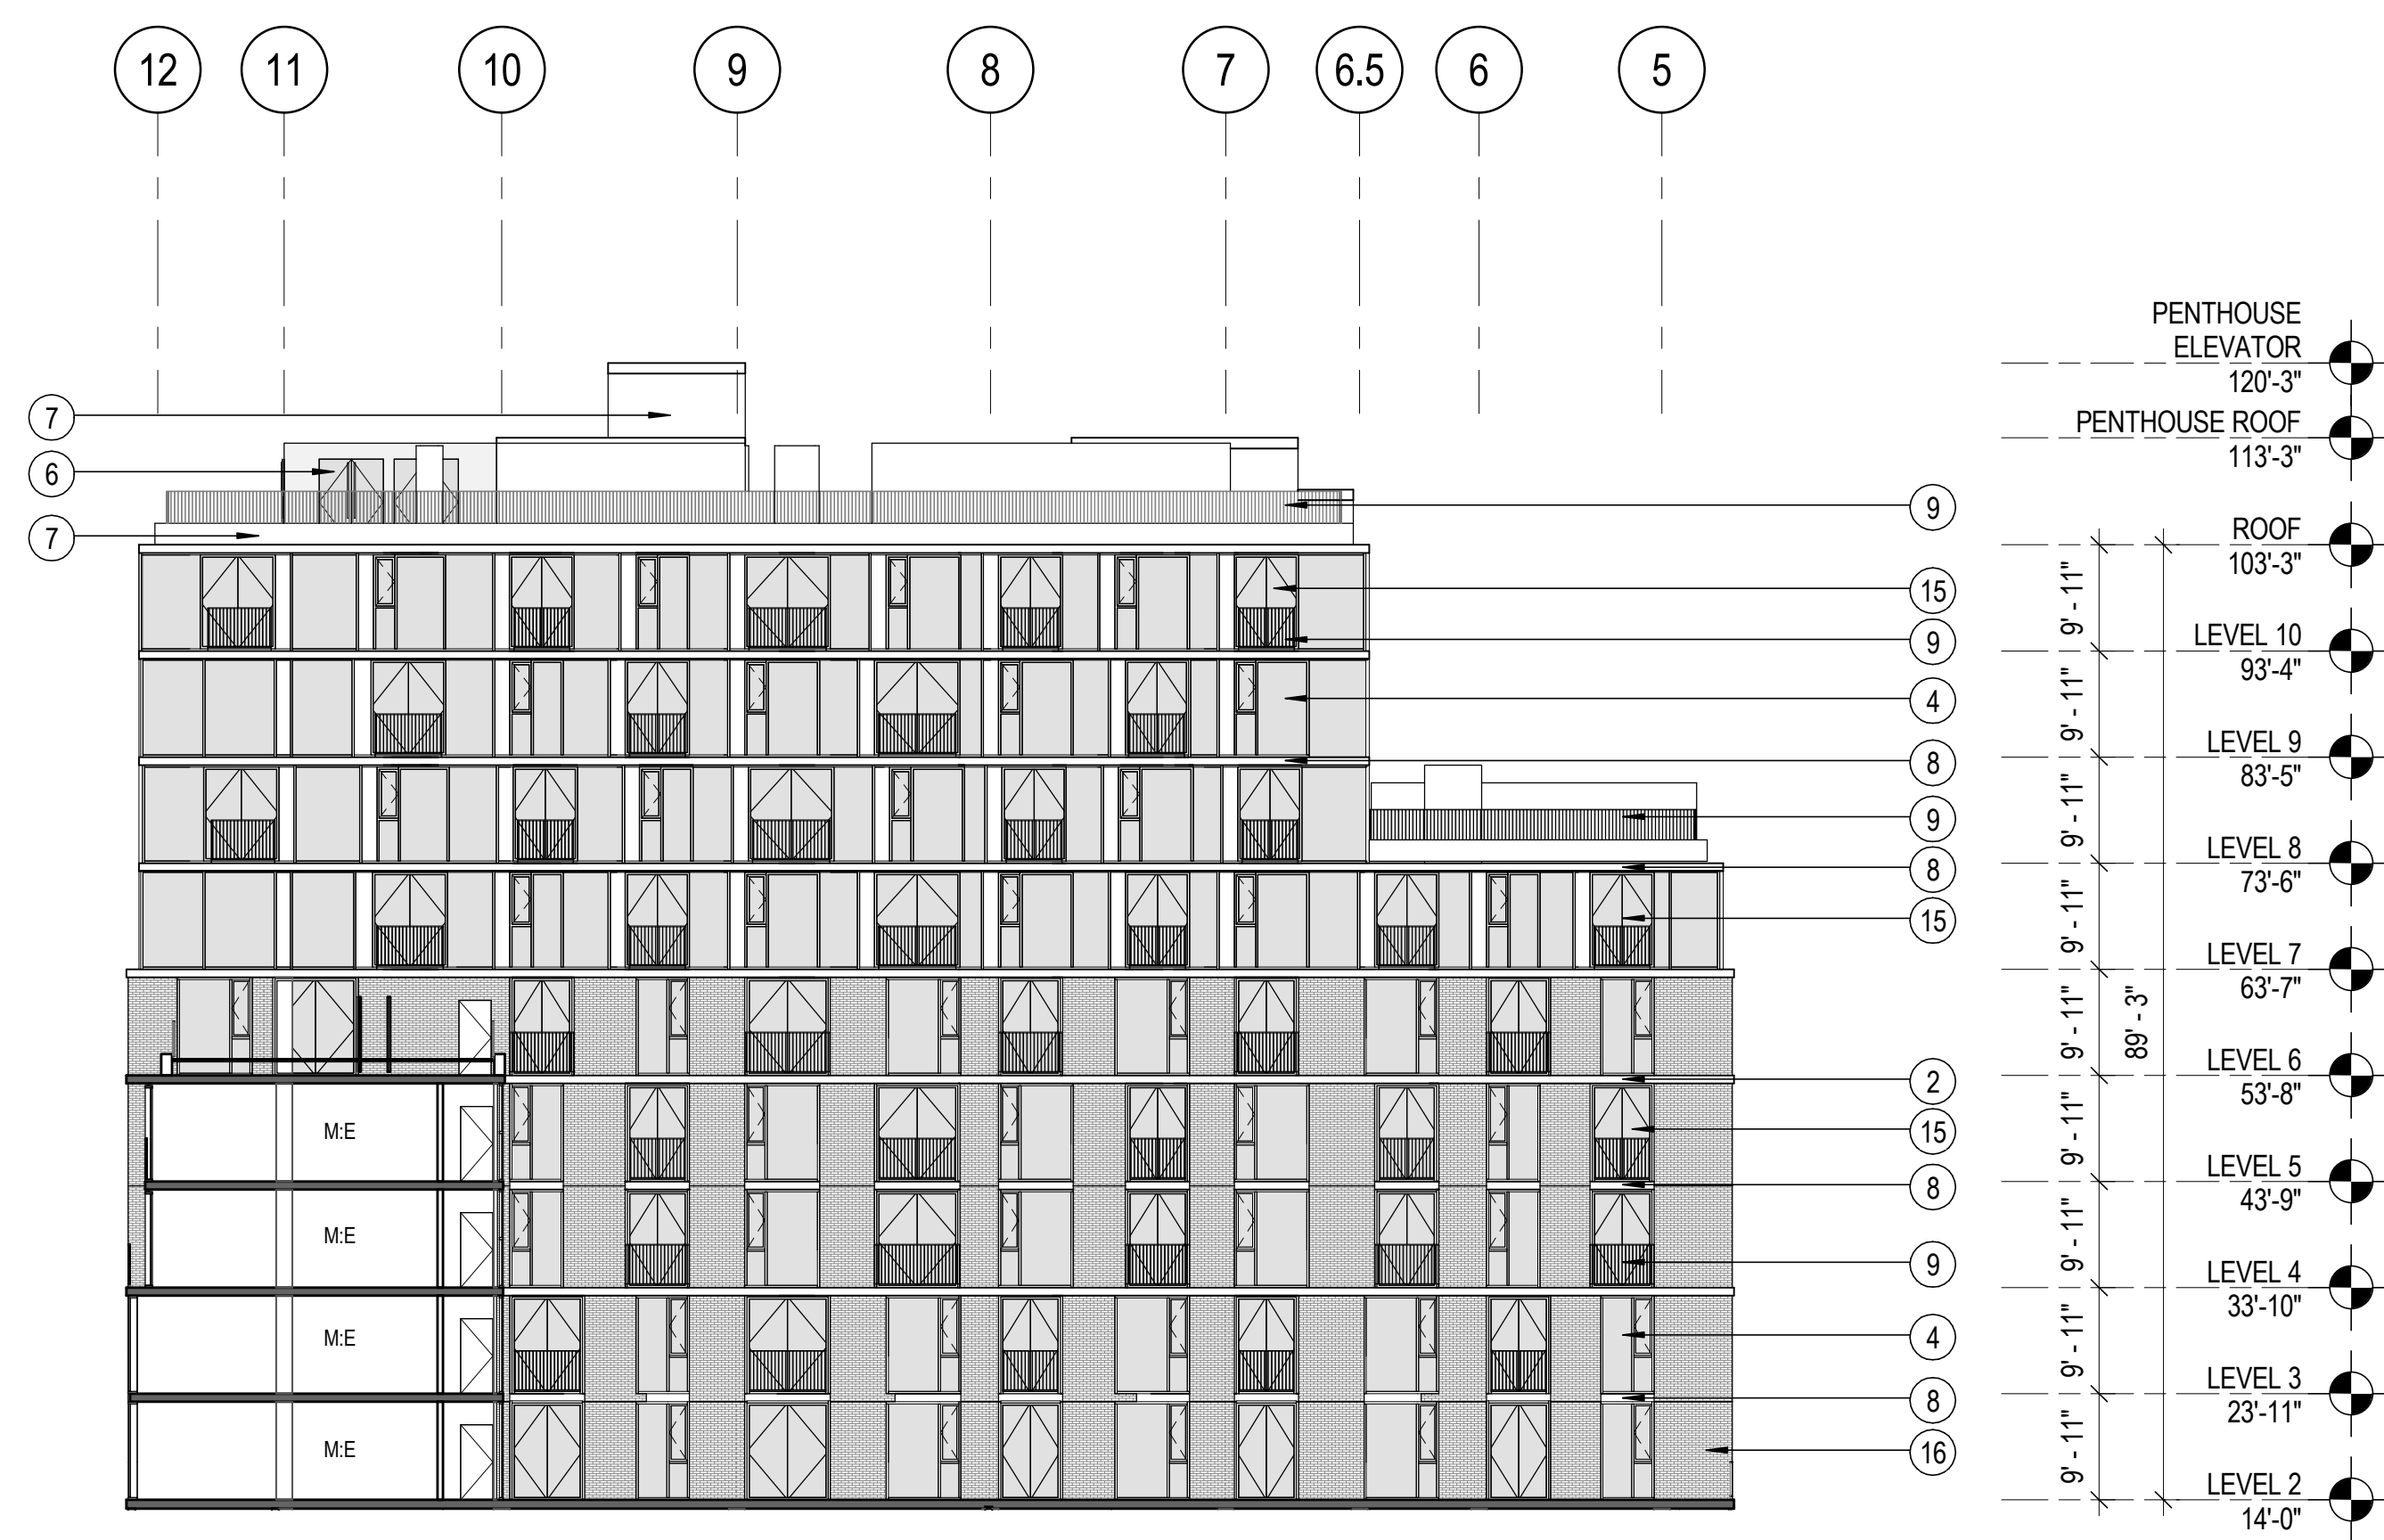 12
11
10
9
8
7
6.5
6
5
PENTHOUSE
ELEVATOR
120'-3"
7
PENTHOUSE ROOF
113'-3"
6
9
7
ROOF
103'-3"
9' - 11"
15
9
LEVEL 10
93'-4"
9' - 11"
4
8
LEVEL 9
83'-5"
9' - 11"
9
8
LEVEL 8
73'-6"
9' - 11"
15
LEVEL 7
63'-7"
9' - 11"
89' - 3"
2
LEVEL 6
53'-8"
M:E
15
9' - 11"
8
LEVEL 5
43'-9"
M:E
9' - 11"
9
LEVEL 4
33'-10"
M:E
4
9' - 11"
8
LEVEL 3
23'-11"
M:E
16
9' - 11"
LEVEL 2
14'-0"